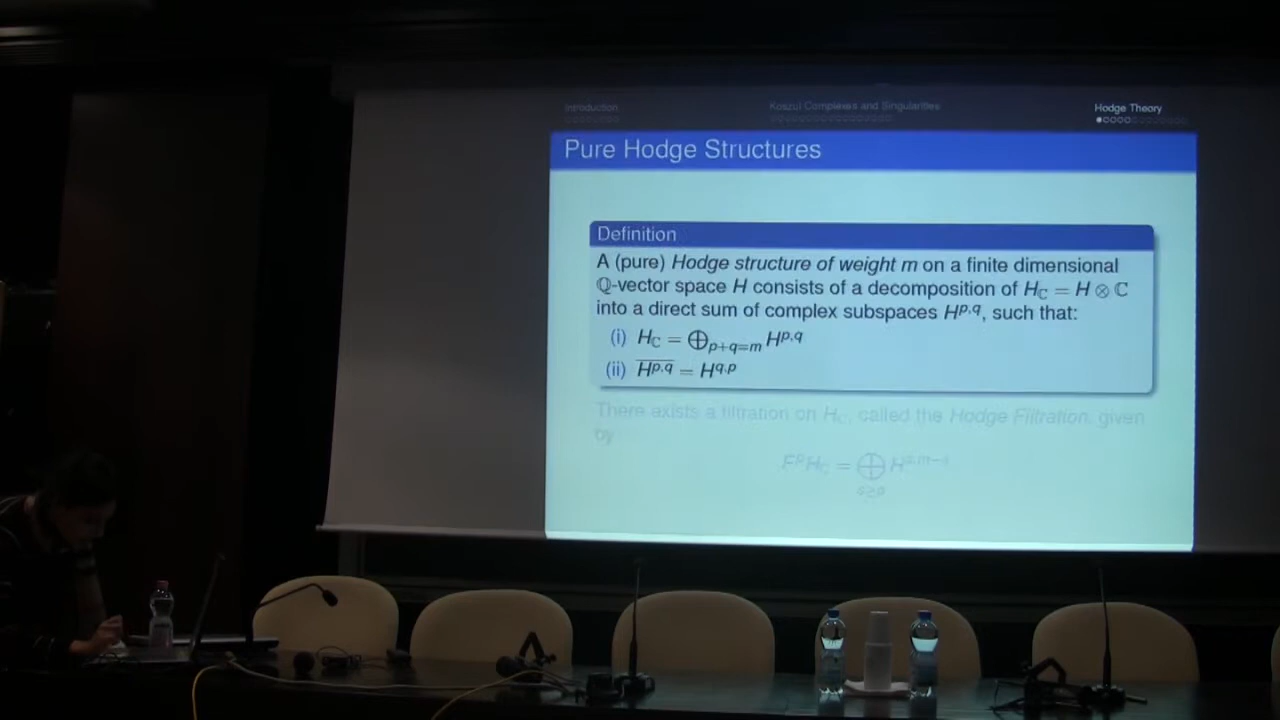 Introduction
Koszul Complexes and Singularities
Hodge Theory
Pure Hodge Structures
Definition
A (pure) Hodge structure of weight m on a finite dimensional
ℚ-vector space H consists of a decomposition of H_ℂ = H ⊗ ℂ
into a direct sum of complex subspaces H^{p,q}, such that:
(i) H_ℂ = ⊕_{p+q=m} H^{p,q}
(ii) \overline{H^{p,q}} = H^{q,p}
There exists a filtration on H_ℂ, called the Hodge Filtration, given
by
F^p H_ℂ = ⊕_{s≥p} H^{s,m−s}